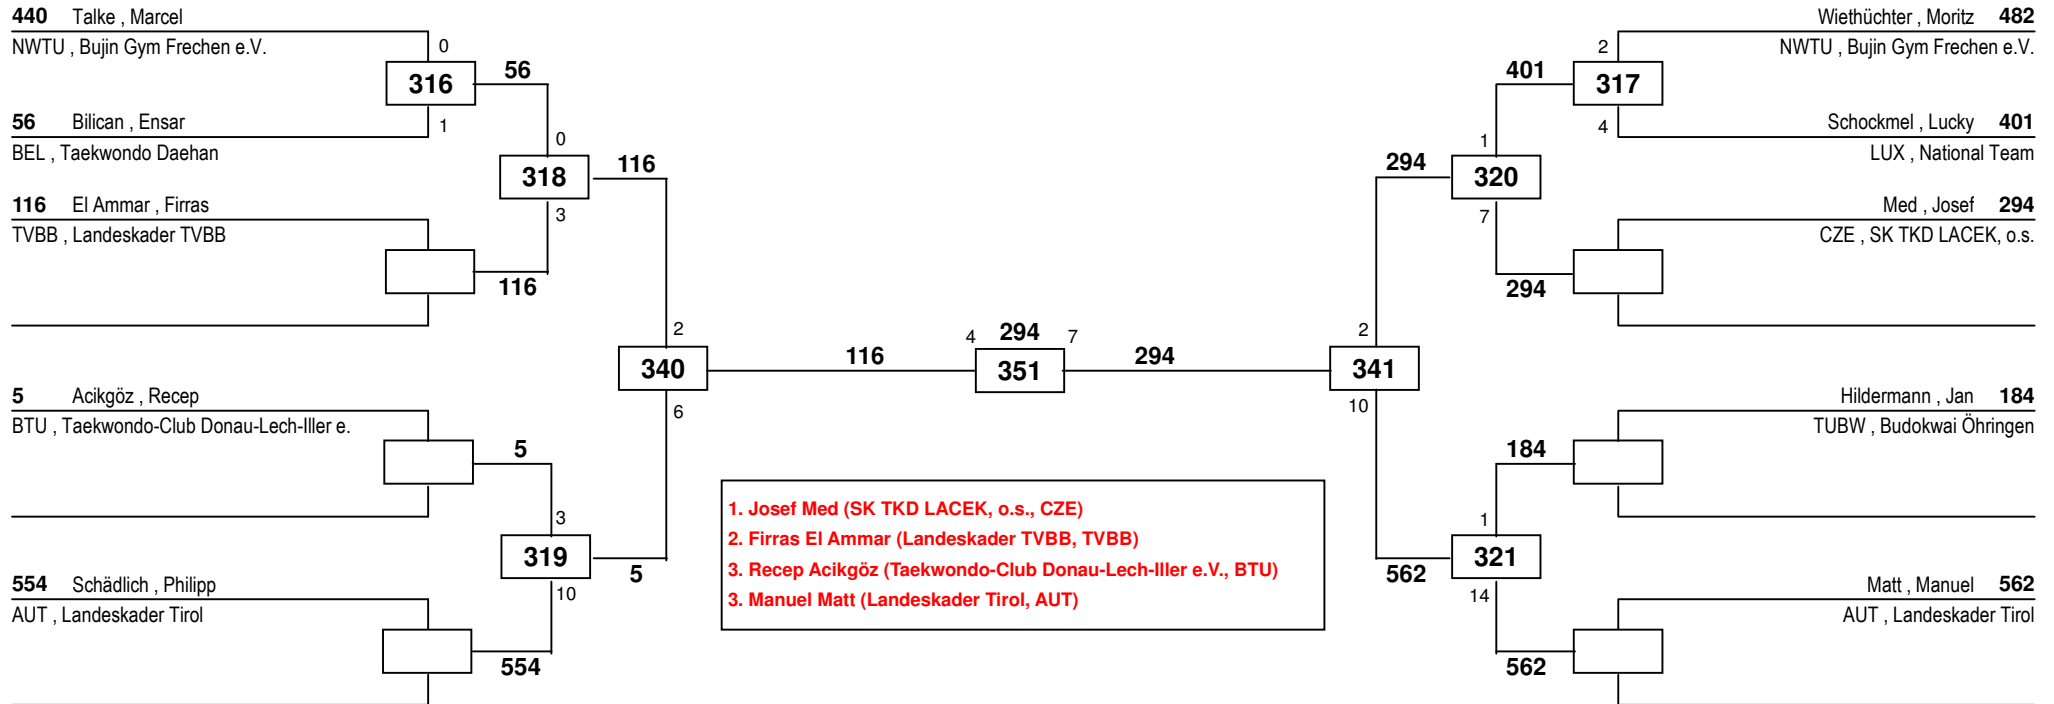 440 Talke , Marcel
NWTU , Bujin Gym Frechen e.V.
0
316
56
1
56 Bilican , Ensar
BEL , Taekwondo Daehan
0
318
116
3
116 El Ammar , Firras
TVBB , Landeskader TVBB
116
2
340
116
6
5 Acikgöz , Recep
BTU , Taekwondo-Club Donau-Lech-Iller e.
5
3
319
5
10
554 Schädlich , Philipp
AUT , Landeskader Tirol
554
4 294 7
351
294
1. Josef Med (SK TKD LACEK, o.s., CZE)
2. Firras El Ammar (Landeskader TVBB, TVBB)
3. Recep Acikgöz (Taekwondo-Club Donau-Lech-Iller e.V., BTU)
3. Manuel Matt (Landeskader Tirol, AUT)
Wiethüchter , Moritz 482
NWTU , Bujin Gym Frechen e.V.
2
401
317
4
Schockmel , Lucky 401
LUX , National Team
1
294
320
7
Med , Josef 294
CZE , SK TKD LACEK, o.s.
294
2
341
10
Hildermann , Jan 184
TUBW , Budokwai Öhringen
184
1
321
562
14
Matt , Manuel 562
AUT , Landeskader Tirol
562